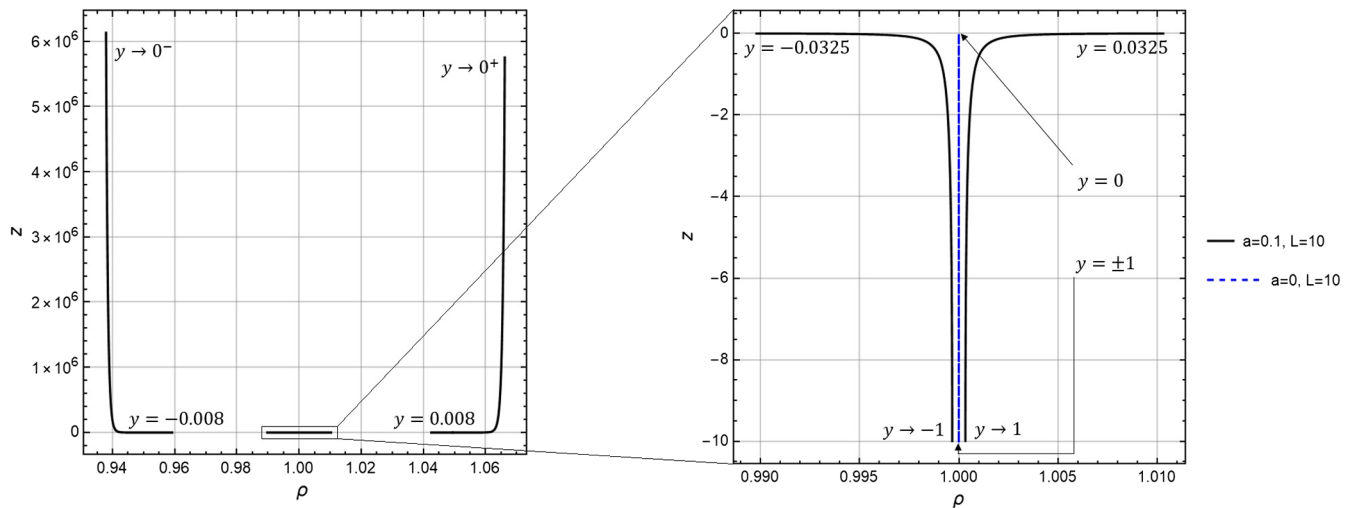 6 × 10⁶
5 × 10⁶
4 × 10⁶
3 × 10⁶
2 × 10⁶
1 × 10⁶
0
z
y → 0⁻
y → 0⁺
y = −0.008
y = 0.008
0.94 0.96 0.98 1.00 1.02 1.04 1.06
ρ
0
−2
−4
−6
−8
−10
z
y = −0.0325
y = 0.0325
y = 0
y = ±1
y → −1
y → 1
0.990 0.995 1.000 1.005 1.010
ρ
a=0.1, L=10
a=0, L=10